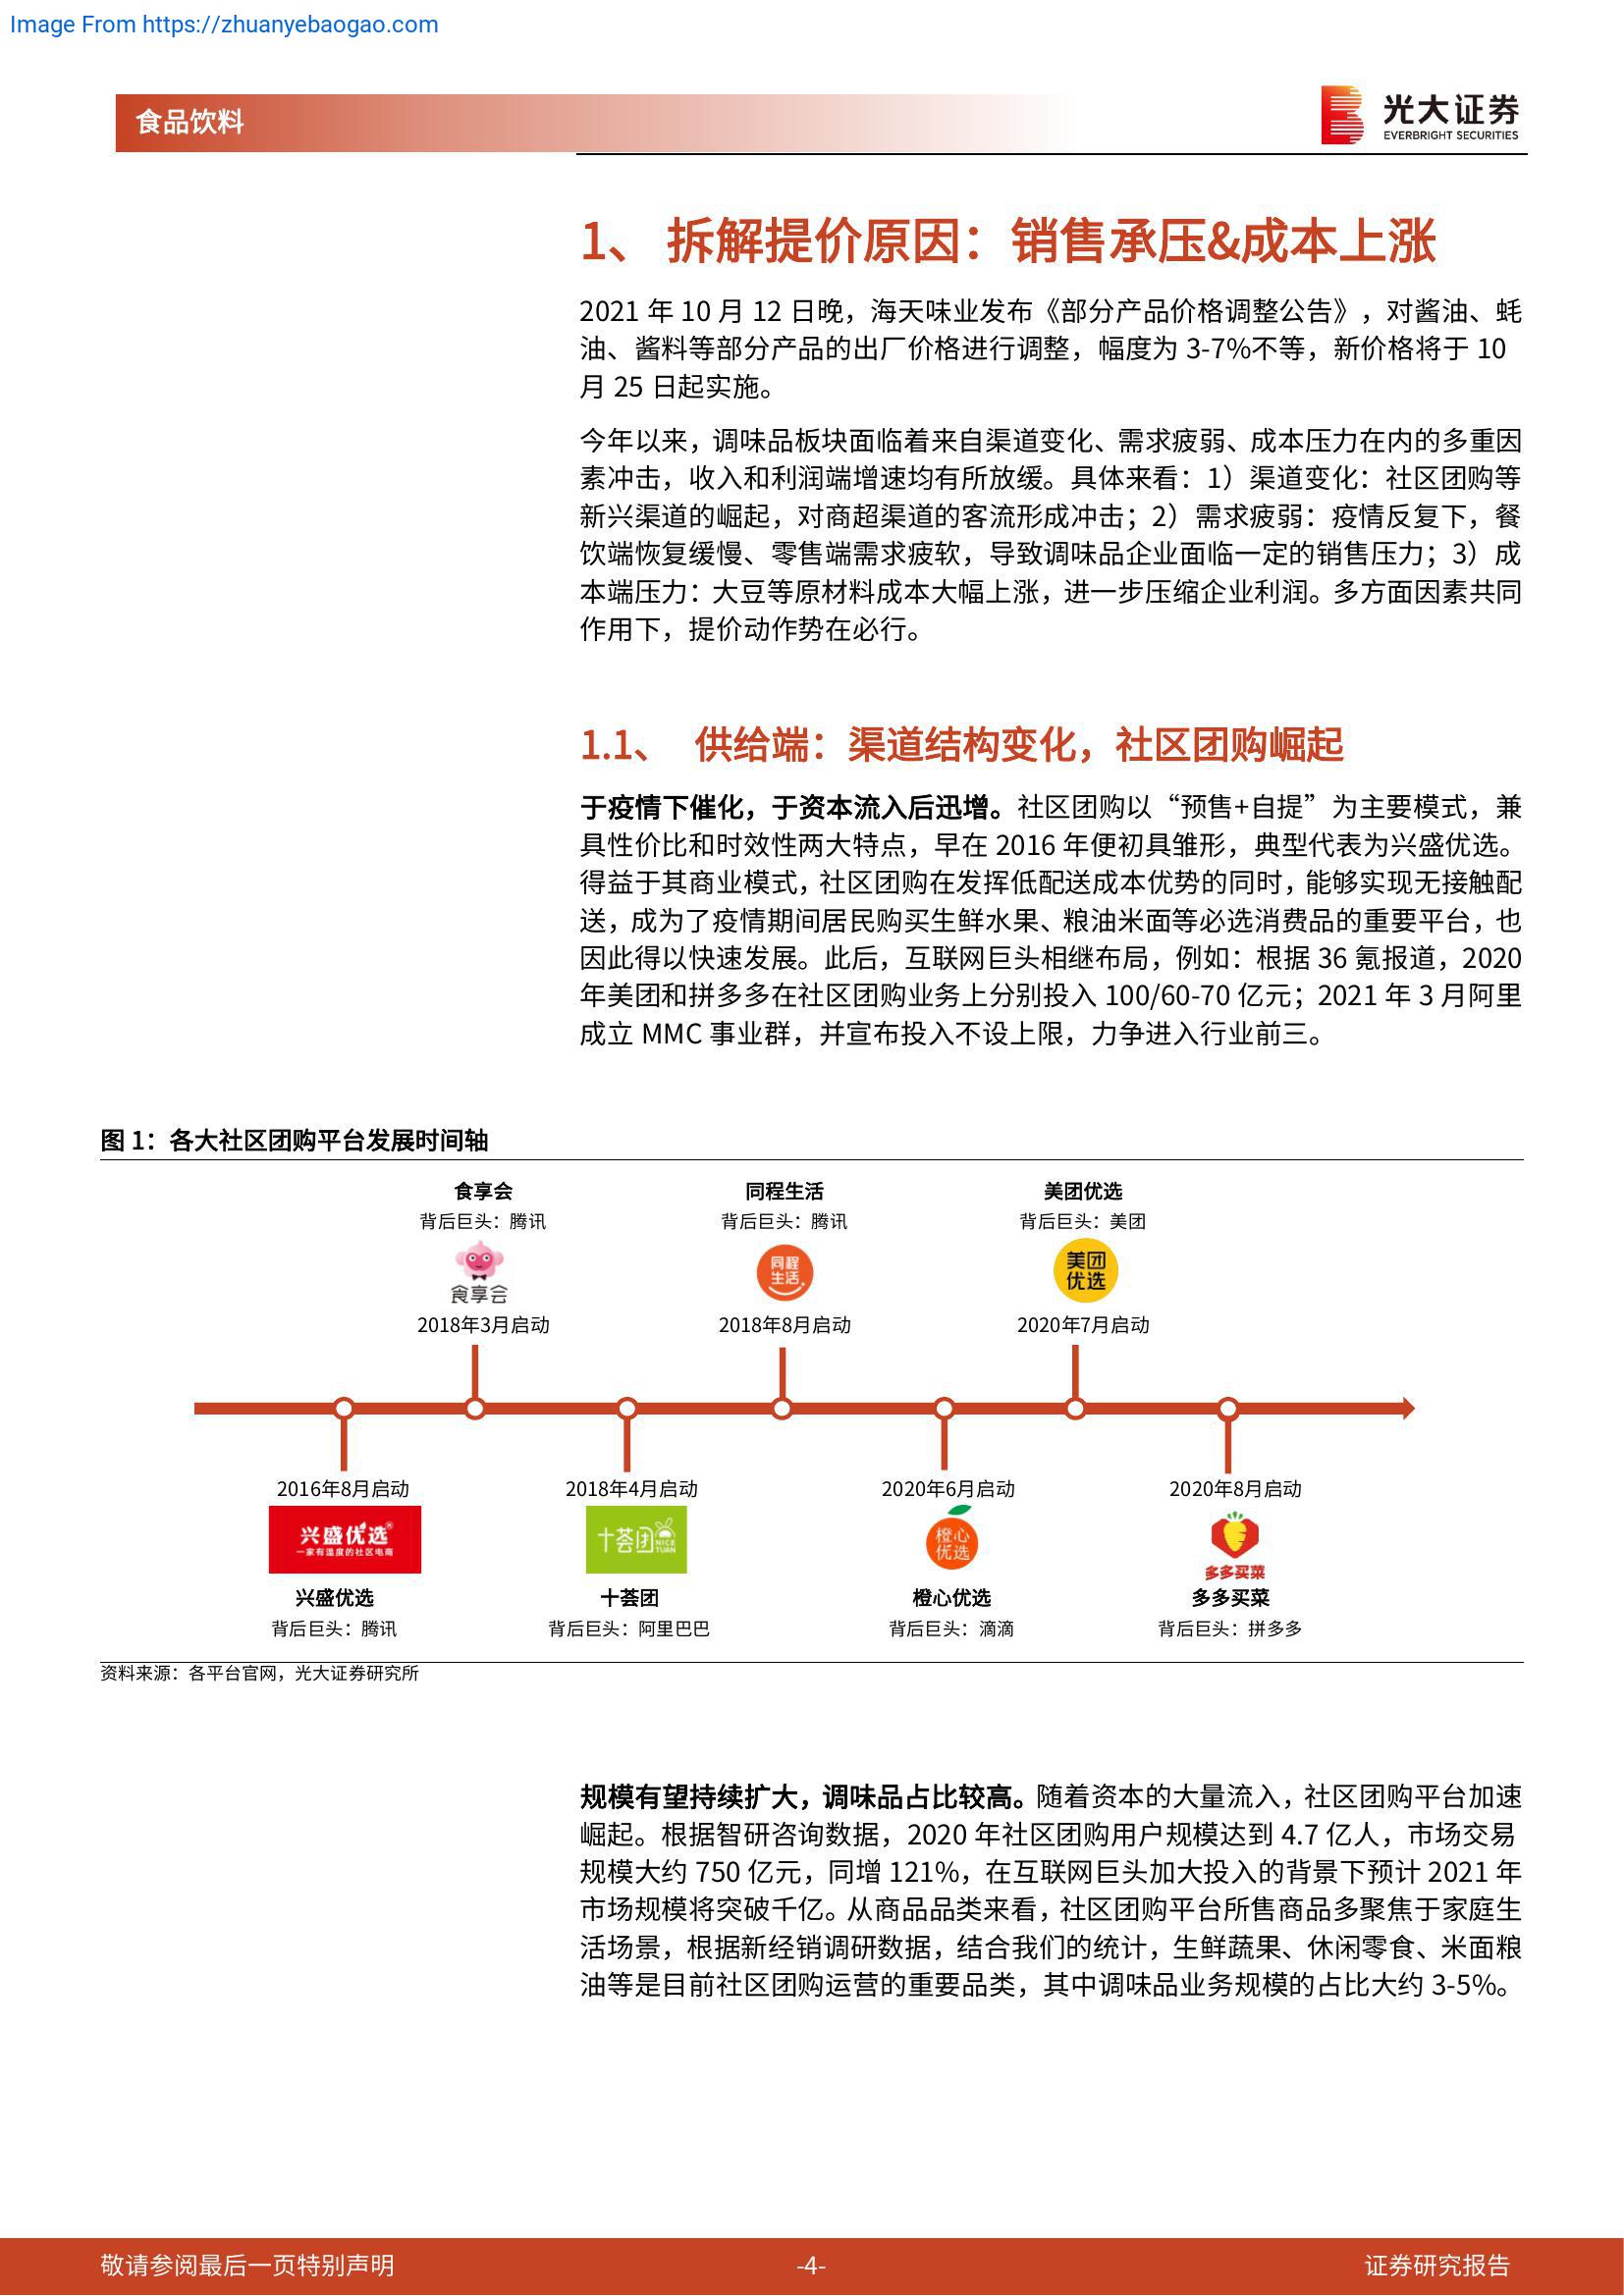 Image From https://zhuanyebaogao.com
食品饮料
光大证券
EVERBRIGHT SECURITIES
1、 拆解提价原因：销售承压&成本上涨
2021 年 10 月 12 日晚，海天味业发布《部分产品价格调整公告》，对酱油、蚝
油、酱料等部分产品的出厂价格进行调整，幅度为 3-7%不等，新价格将于 10
月 25 日起实施。
今年以来，调味品板块面临着来自渠道变化、需求疲弱、成本压力在内的多重因
素冲击，收入和利润端增速均有所放缓。具体来看：1）渠道变化：社区团购等
新兴渠道的崛起，对商超渠道的客流形成冲击；2）需求疲弱：疫情反复下，餐
饮端恢复缓慢、零售端需求疲软，导致调味品企业面临一定的销售压力；3）成
本端压力：大豆等原材料成本大幅上涨，进一步压缩企业利润。多方面因素共同
作用下，提价动作势在必行。
1.1、 供给端：渠道结构变化，社区团购崛起
于疫情下催化，于资本流入后迅增。社区团购以“预售+自提”为主要模式，兼
具性价比和时效性两大特点，早在 2016 年便初具雏形，典型代表为兴盛优选。
得益于其商业模式，社区团购在发挥低配送成本优势的同时，能够实现无接触配
送，成为了疫情期间居民购买生鲜水果、粮油米面等必选消费品的重要平台，也
因此得以快速发展。此后，互联网巨头相继布局，例如：根据 36 氪报道，2020
年美团和拼多多在社区团购业务上分别投入 100/60-70 亿元；2021 年 3 月阿里
成立 MMC 事业群，并宣布投入不设上限，力争进入行业前三。
图 1：各大社区团购平台发展时间轴
食享会 同程生活 美团优选
背后巨头：腾讯 背后巨头：腾讯 背后巨头：美团
食享会
同程
生活
美团
优选
2018年3月启动 2018年8月启动 2020年7月启动
2016年8月启动 2018年4月启动 2020年6月启动 2020年8月启动
兴盛优选
一家有温度的社区电商
十荟团
NICE
TUAN
橙心
优选
多多买菜
兴盛优选 十荟团 橙心优选 多多买菜
背后巨头：腾讯 背后巨头：阿里巴巴 背后巨头：滴滴 背后巨头：拼多多
资料来源：各平台官网，光大证券研究所
规模有望持续扩大，调味品占比较高。随着资本的大量流入，社区团购平台加速
崛起。根据智研咨询数据，2020 年社区团购用户规模达到 4.7 亿人，市场交易
规模大约 750 亿元，同增 121%，在互联网巨头加大投入的背景下预计 2021 年
市场规模将突破千亿。从商品品类来看，社区团购平台所售商品多聚焦于家庭生
活场景，根据新经销调研数据，结合我们的统计，生鲜蔬果、休闲零食、米面粮
油等是目前社区团购运营的重要品类，其中调味品业务规模的占比大约 3-5%。
敬请参阅最后一页特别声明 -4- 证券研究报告